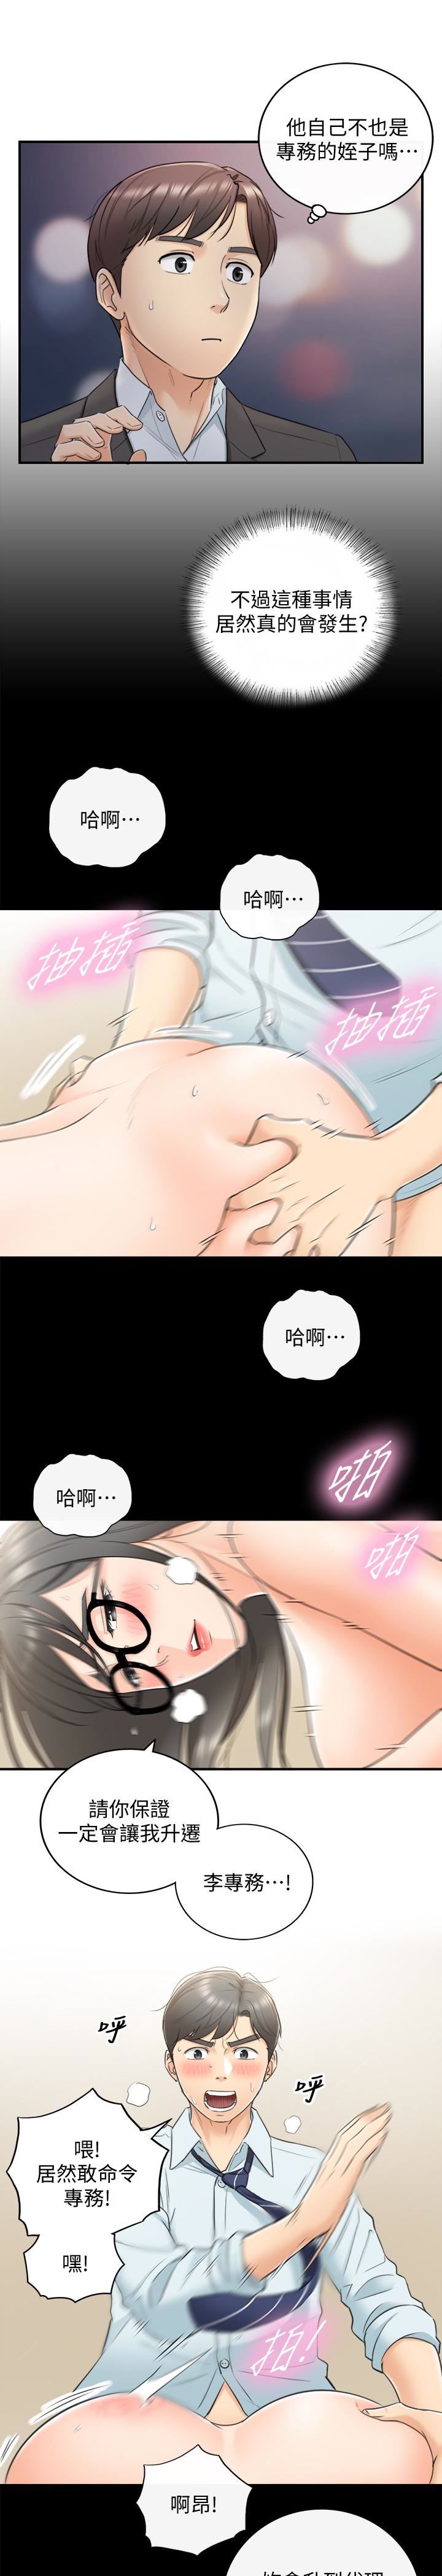 他自己不也是
專務的姪子嗎⋯
不過這種事情
居然真的會發生?
哈啊⋯
哈啊⋯
抽插
抽插
哈啊⋯
啪
哈啊⋯
啪
請你保證
一定會讓我升遷
李專務⋯!
呼
呼
喂!
居然敢命令
專務!
嘿!
拍!
啊昂!